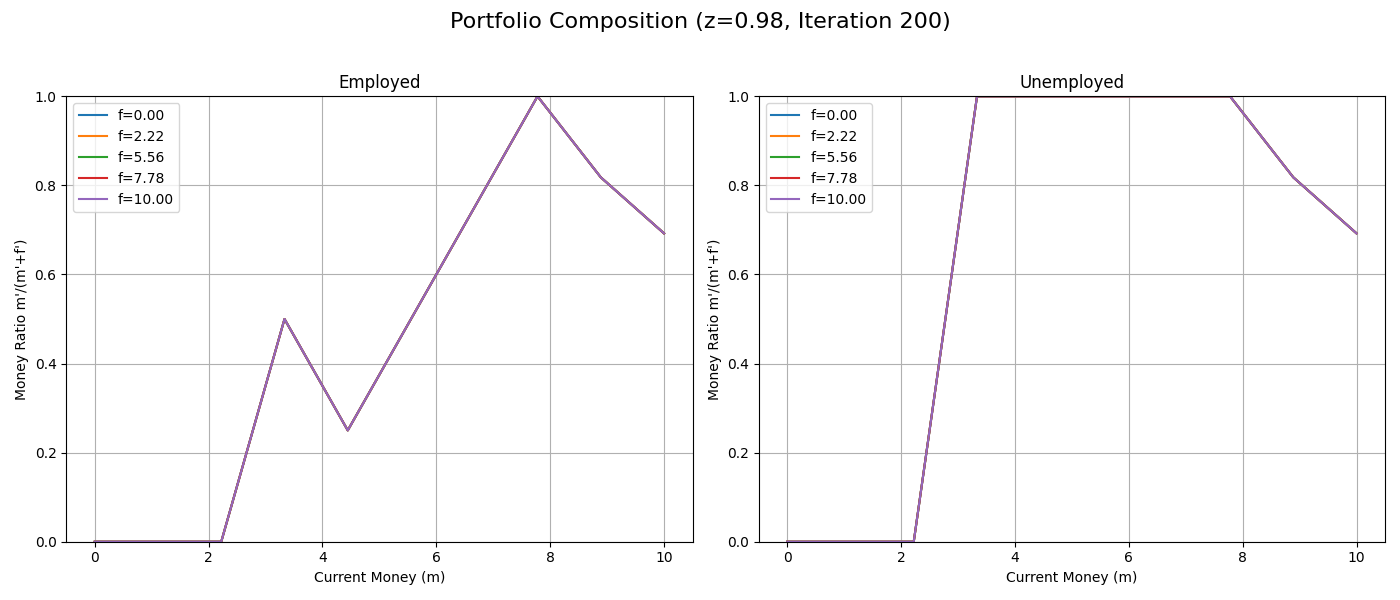 Portfolio Composition (z=0.98, Iteration 200)
Employed
1.0
0.8
0.6
0.4
0.2
0.0
Money Ratio m'/(m'+f')
f=0.00
f=2.22
f=5.56
f=7.78
f=10.00
0 2 4 6 8 10
Current Money (m)
Unemployed
1.0
0.8
0.6
0.4
0.2
0.0
Money Ratio m'/(m'+f')
f=0.00
f=2.22
f=5.56
f=7.78
f=10.00
0 2 4 6 8 10
Current Money (m)